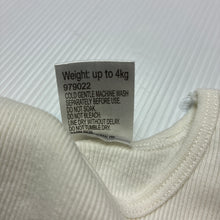 Weight: up to 4kg
979022
COLD GENTLE MACHINE WASH
SEPARATELY BEFORE USE.
DO NOT SOAK.
DO NOT BLEACH.
LINE DRY WITHOUT DELAY.
DO NOT TUMBLE DRY.